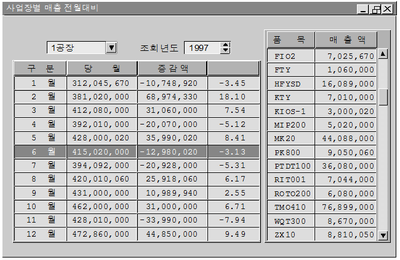 사업장별 매출 전월대비
1공장 조회년도 1997
구 분 당 월 증감액
1 월 312,045,670 -10,748,920 -3.45
2 월 381,020,000 68,974,330 18.10
3 월 412,080,000 31,060,000 7.54
4 월 392,010,000 -20,070,000 -5.12
5 월 428,000,020 35,990,020 8.41
6 월 415,020,000 -12,980,020 -3.13
7 월 394,092,000 -20,928,000 -5.31
8 월 420,010,060 25,918,060 6.17
9 월 431,000,000 10,989,940 2.55
10 월 462,000,000 31,000,000 6.71
11 월 428,010,000 -33,990,000 -7.94
12 월 472,860,000 44,850,000 9.49
품 목 매 출 액
FIO2 7,025,670
FTY 1,060,000
HFYSD 16,089,000
KTY 7,010,000
KIOS-1 3,000,020
MIP200 5,020,000
MK20 44,088,000
PK800 9,050,060
PTDT100 36,080,000
RIT001 7,044,000
ROTO200 6,080,000
TMO410 76,899,000
WQT300 8,670,000
ZX10 8,810,050